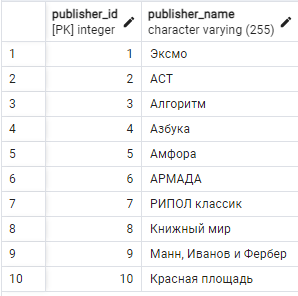 publisher_id publisher_name
[PK] integer character varying (255)
1 1 Эксмо
2 2 АСТ
3 3 Алгоритм
4 4 Азбука
5 5 Амфора
6 6 АРМАДА
7 7 РИПОЛ классик
8 8 Книжный мир
9 9 Манн, Иванов и Фербер
10 10 Красная площадь